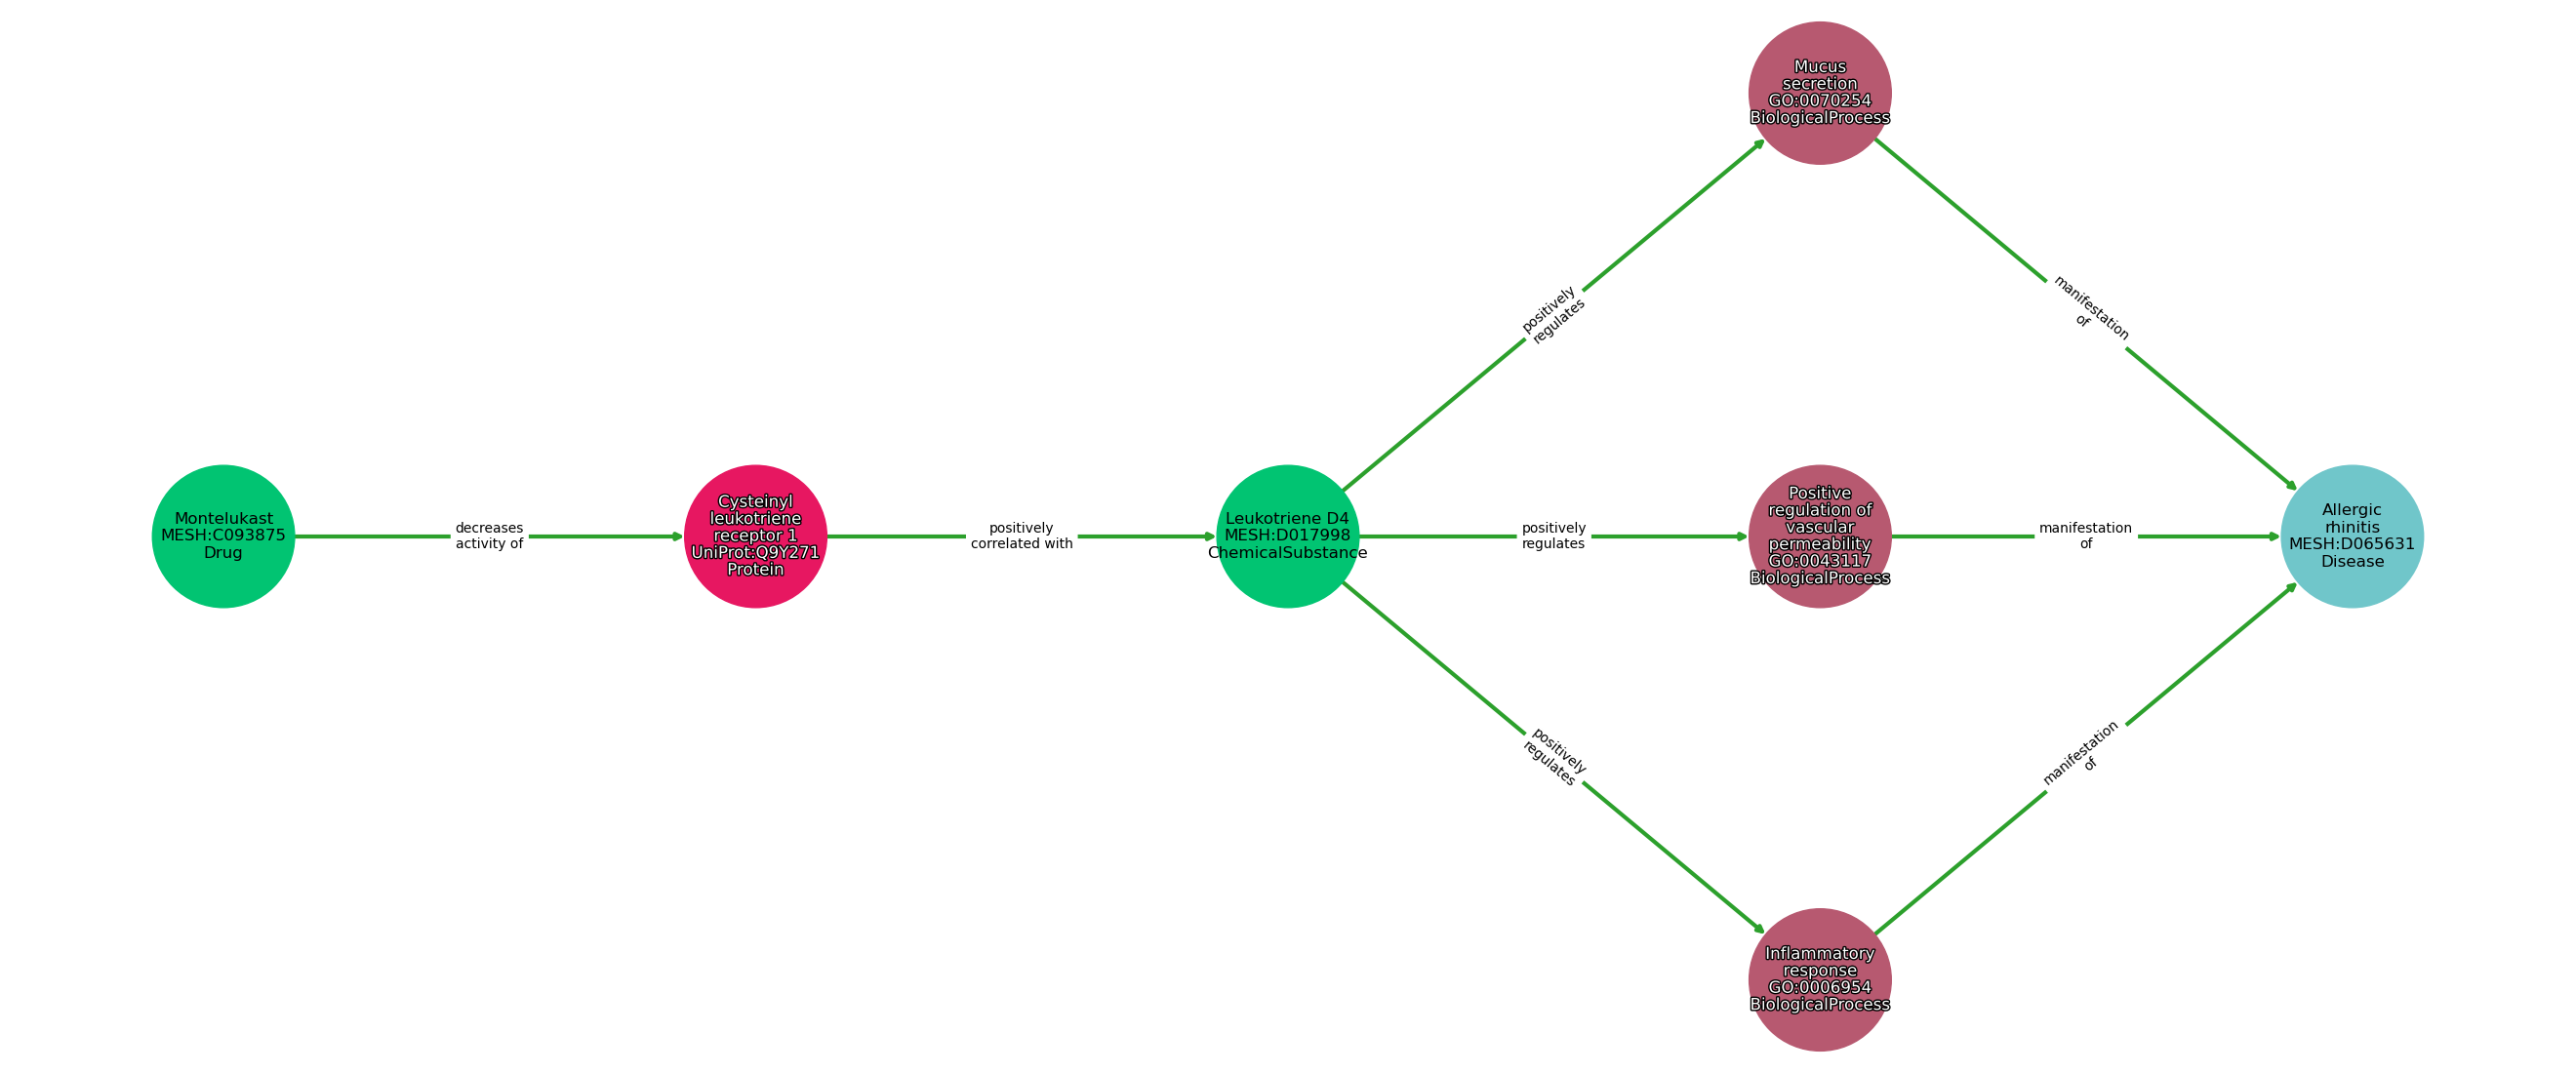 Montelukast
MESH:C093875
Drug
decreases
activity of
Cysteinyl
leukotriene
receptor 1
UniProt:Q9Y271
Protein
positively
correlated with
Leukotriene D4
MESH:D017998
ChemicalSubstance
positively
regulates
positively
regulates
positively
regulates
Mucus
secretion
GO:0070254
BiologicalProcess
Positive
regulation of
vascular
permeability
GO:0043117
BiologicalProcess
Inflammatory
response
GO:0006954
BiologicalProcess
manifestation
of
manifestation
of
manifestation
of
Allergic
rhinitis
MESH:D065631
Disease